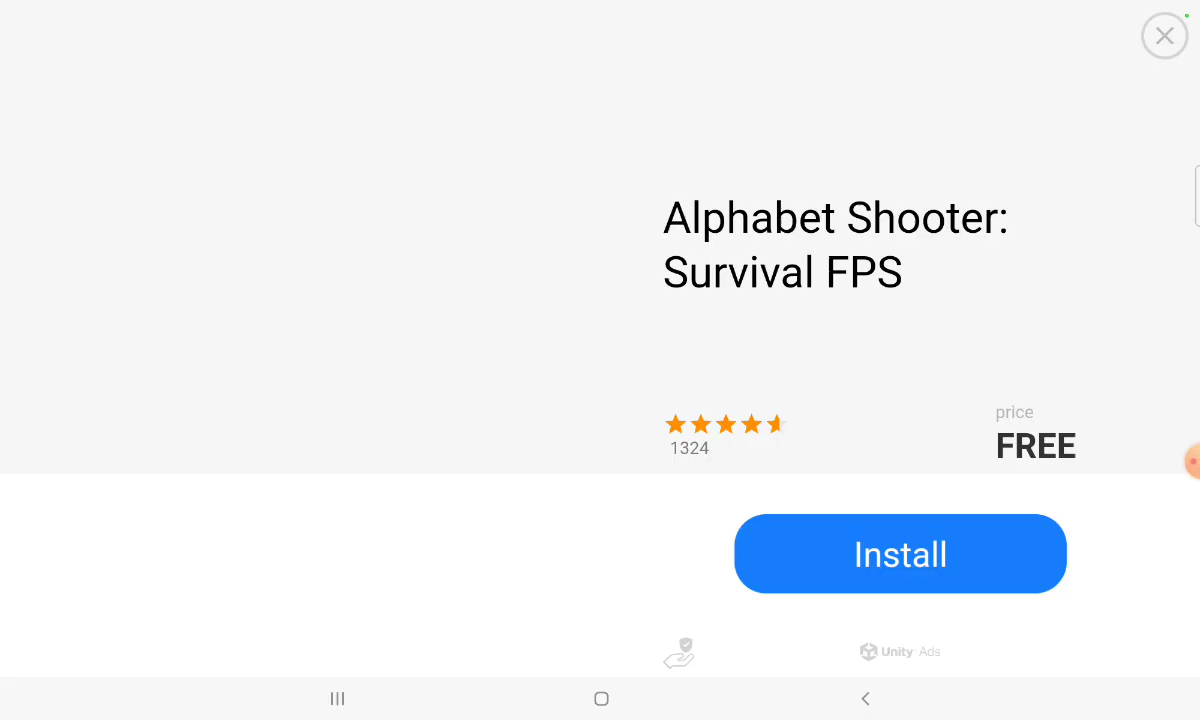 Alphabet Shooter:
Survival FPS
1324
price
FREE
Install
Unity Ads